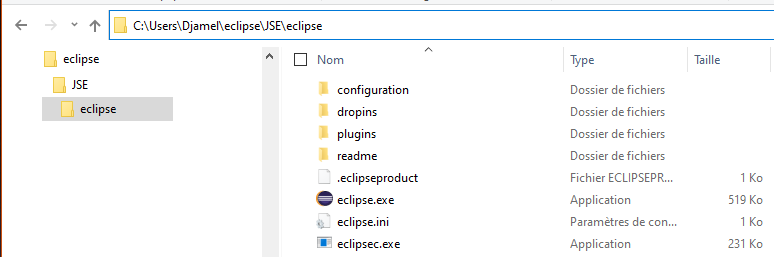 C:\Users\Djamel\eclipse\JSE\eclipse
eclipse
JSE
eclipse
Nom Type Taille
configuration Dossier de fichiers
dropins Dossier de fichiers
plugins Dossier de fichiers
readme Dossier de fichiers
.eclipseproduct Fichier ECLIPSEPR... 1 Ko
eclipse.exe Application 519 Ko
eclipse.ini Paramètres de con... 1 Ko
eclipsec.exe Application 231 Ko